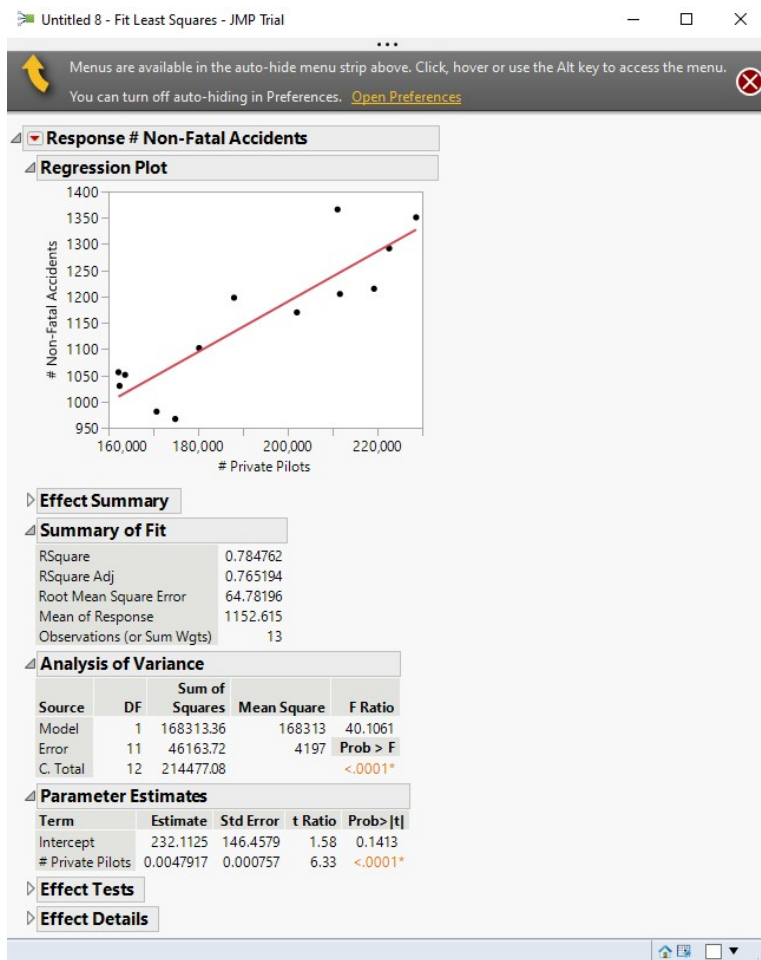 Untitled 8 - Fit Least Squares - JMP Trial
Menus are available in the auto-hide menu strip above. Click, hover or use the Alt key to access the menu.
You can turn off auto-hiding in Preferences. Open Preferences
Response # Non-Fatal Accidents
Regression Plot
1400
1350
1300
1250
1200
1150
1100
1050
1000
950
# Non-Fatal Accidents
160,000 180,000 200,000 220,000
# Private Pilots
Effect Summary
Summary of Fit
RSquare 0.784762
RSquare Adj 0.765194
Root Mean Square Error 64.78196
Mean of Response 1152.615
Observations (or Sum Wgts) 13
Analysis of Variance
Sum of
Source DF Squares Mean Square F Ratio
Model 1 168313.36 168313 40.1061
Error 11 46163.72 4197 Prob > F
C. Total 12 214477.08 <.0001*
Parameter Estimates
Term Estimate Std Error t Ratio Prob>|t|
Intercept 232.1125 146.4579 1.58 0.1413
# Private Pilots 0.0047917 0.000757 6.33 <.0001*
Effect Tests
Effect Details